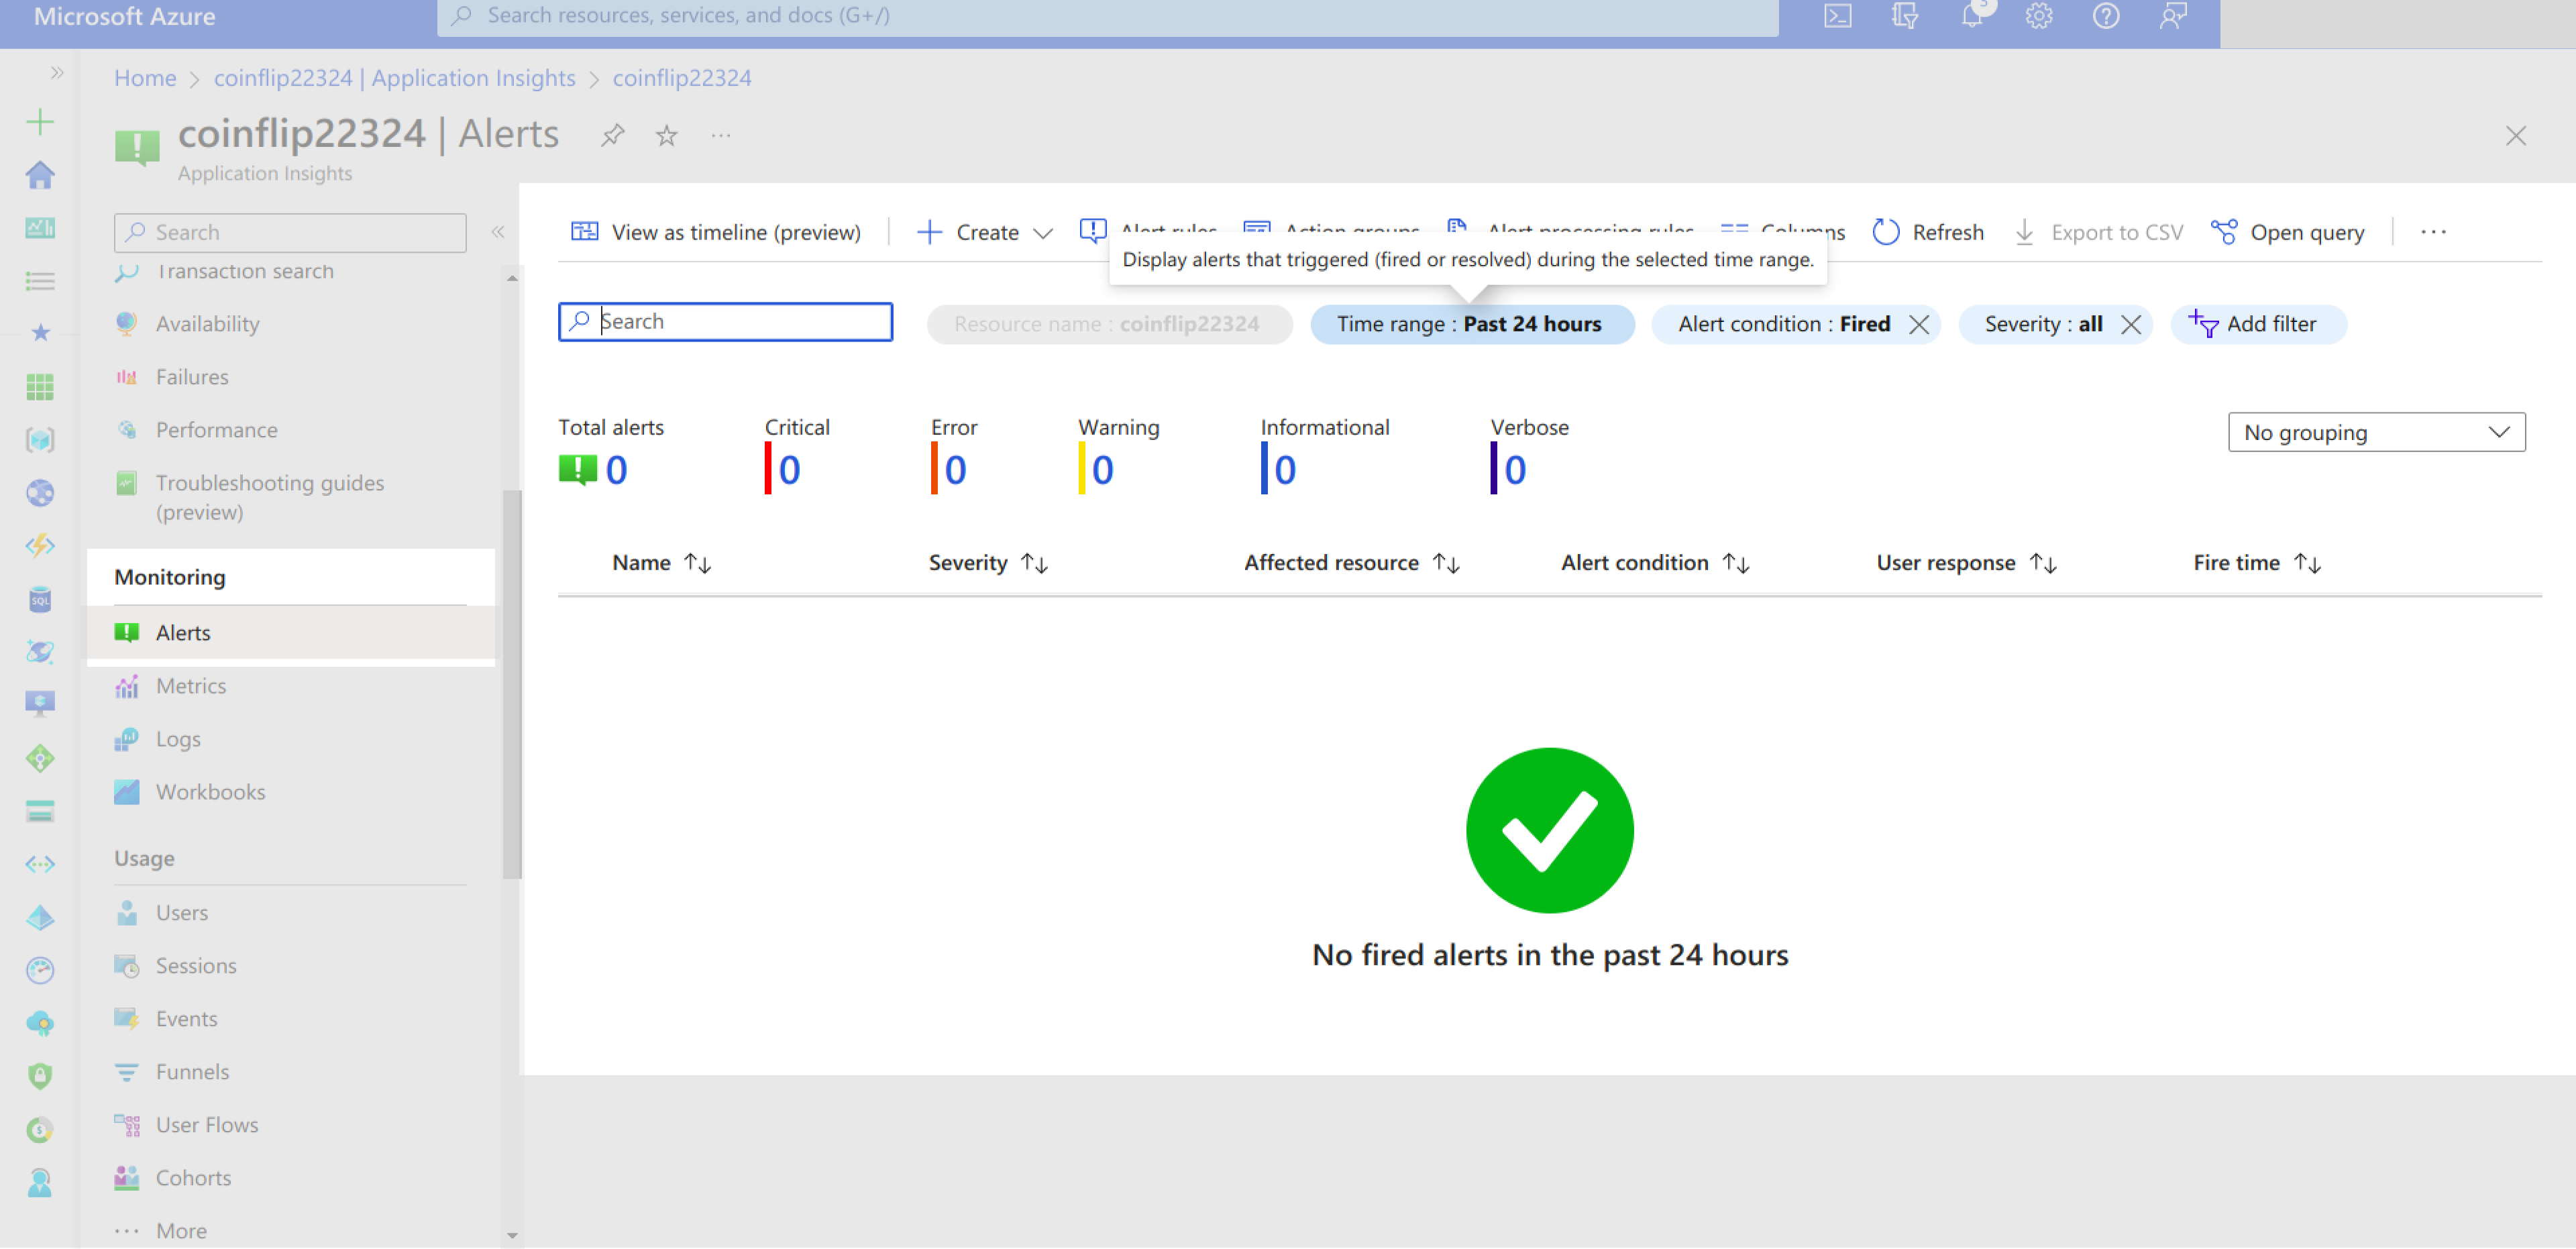 Microsoft Azure
Search resources, services, and docs (G+/)
Home > coinflip22324 | Application Insights > coinflip22324
coinflip22324 | Alerts
Application Insights
Search
Transaction search
Availability
Failures
Performance
Troubleshooting guides
(preview)
Monitoring
Alerts
Metrics
Logs
Workbooks
Usage
Users
Sessions
Events
Funnels
User Flows
Cohorts
More
View as timeline (preview) Create Alert rules Action groups Alert processing rules Columns Refresh Export to CSV Open query
Display alerts that triggered (fired or resolved) during the selected time range.
Search Resource name : coinflip22324 Time range : Past 24 hours Alert condition : Fired Severity : all Add filter
Total alerts Critical Error Warning Informational Verbose
0 0 0 0 0 0
No grouping
Name Severity Affected resource Alert condition User response Fire time
No fired alerts in the past 24 hours